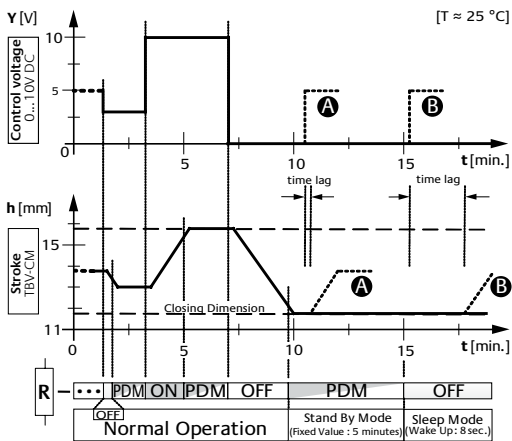 Y [V]
[T ≈ 25 °C]
Control voltage
0...10V DC
10
5
0
A
B
5
10
15
t [min.]
time lag
time lag
h [mm]
Stroke
TBV-CM
15
11
Closing Dimension
A
B
0
5
10
15
t [min.]
R
PDM ON PDM OFF PDM OFF
OFF
Normal Operation
Stand By Mode
(Fixed Value : 5 minutes)
Sleep Mode
(Wake Up: 8sec.)